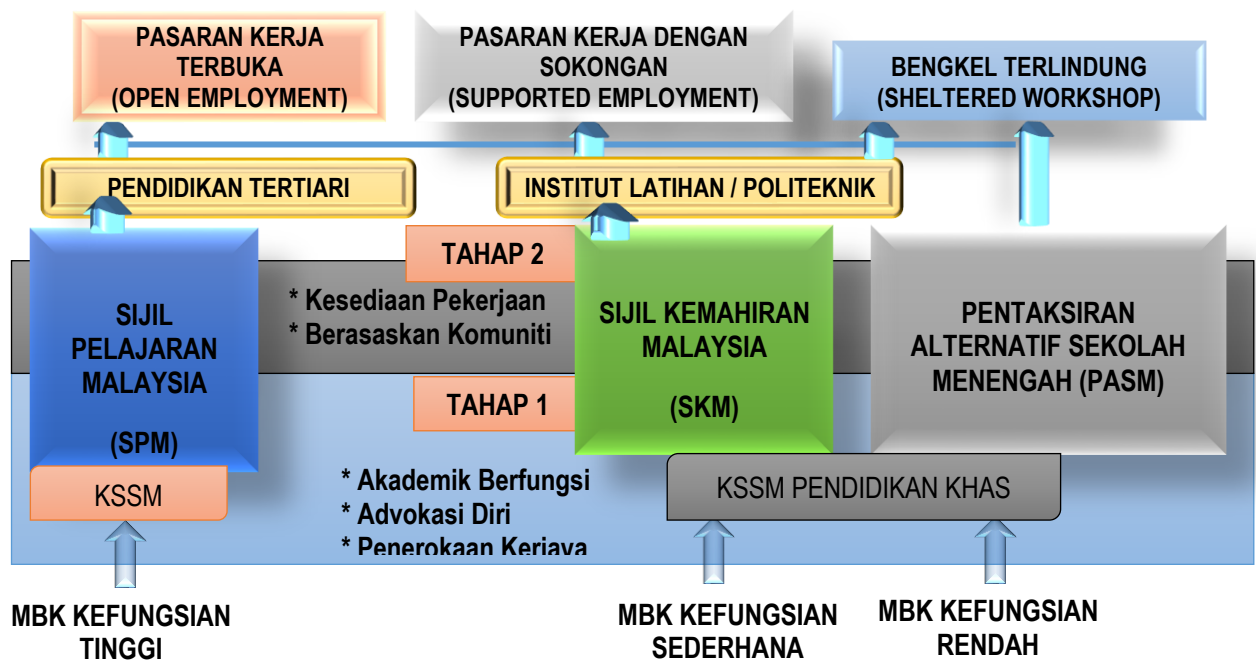 PASARAN KERJA
TERBUKA
(OPEN EMPLOYMENT)
PASARAN KERJA DENGAN
SOKONGAN
(SUPPORTED EMPLOYMENT)
BENGKEL TERLINDUNG
(SHELTERED WORKSHOP)
PENDIDIKAN TERTIARI
INSTITUT LATIHAN / POLITEKNIK
SIJIL
PELAJARAN
MALAYSIA
(SPM)
TAHAP 2
* Kesediaan Pekerjaan
* Berasaskan Komuniti
TAHAP 1
SIJIL KEMAHIRAN
MALAYSIA
(SKM)
PENTAKSIRAN
ALTERNATIF SEKOLAH
MENENGAH (PASM)
KSSM
* Akademik Berfungsi
* Advokasi Diri
* Penerokaan Kerjaya
KSSM PENDIDIKAN KHAS
MBK KEFUNGSIAN
TINGGI
MBK KEFUNGSIAN
SEDERHANA
MBK KEFUNGSIAN
RENDAH